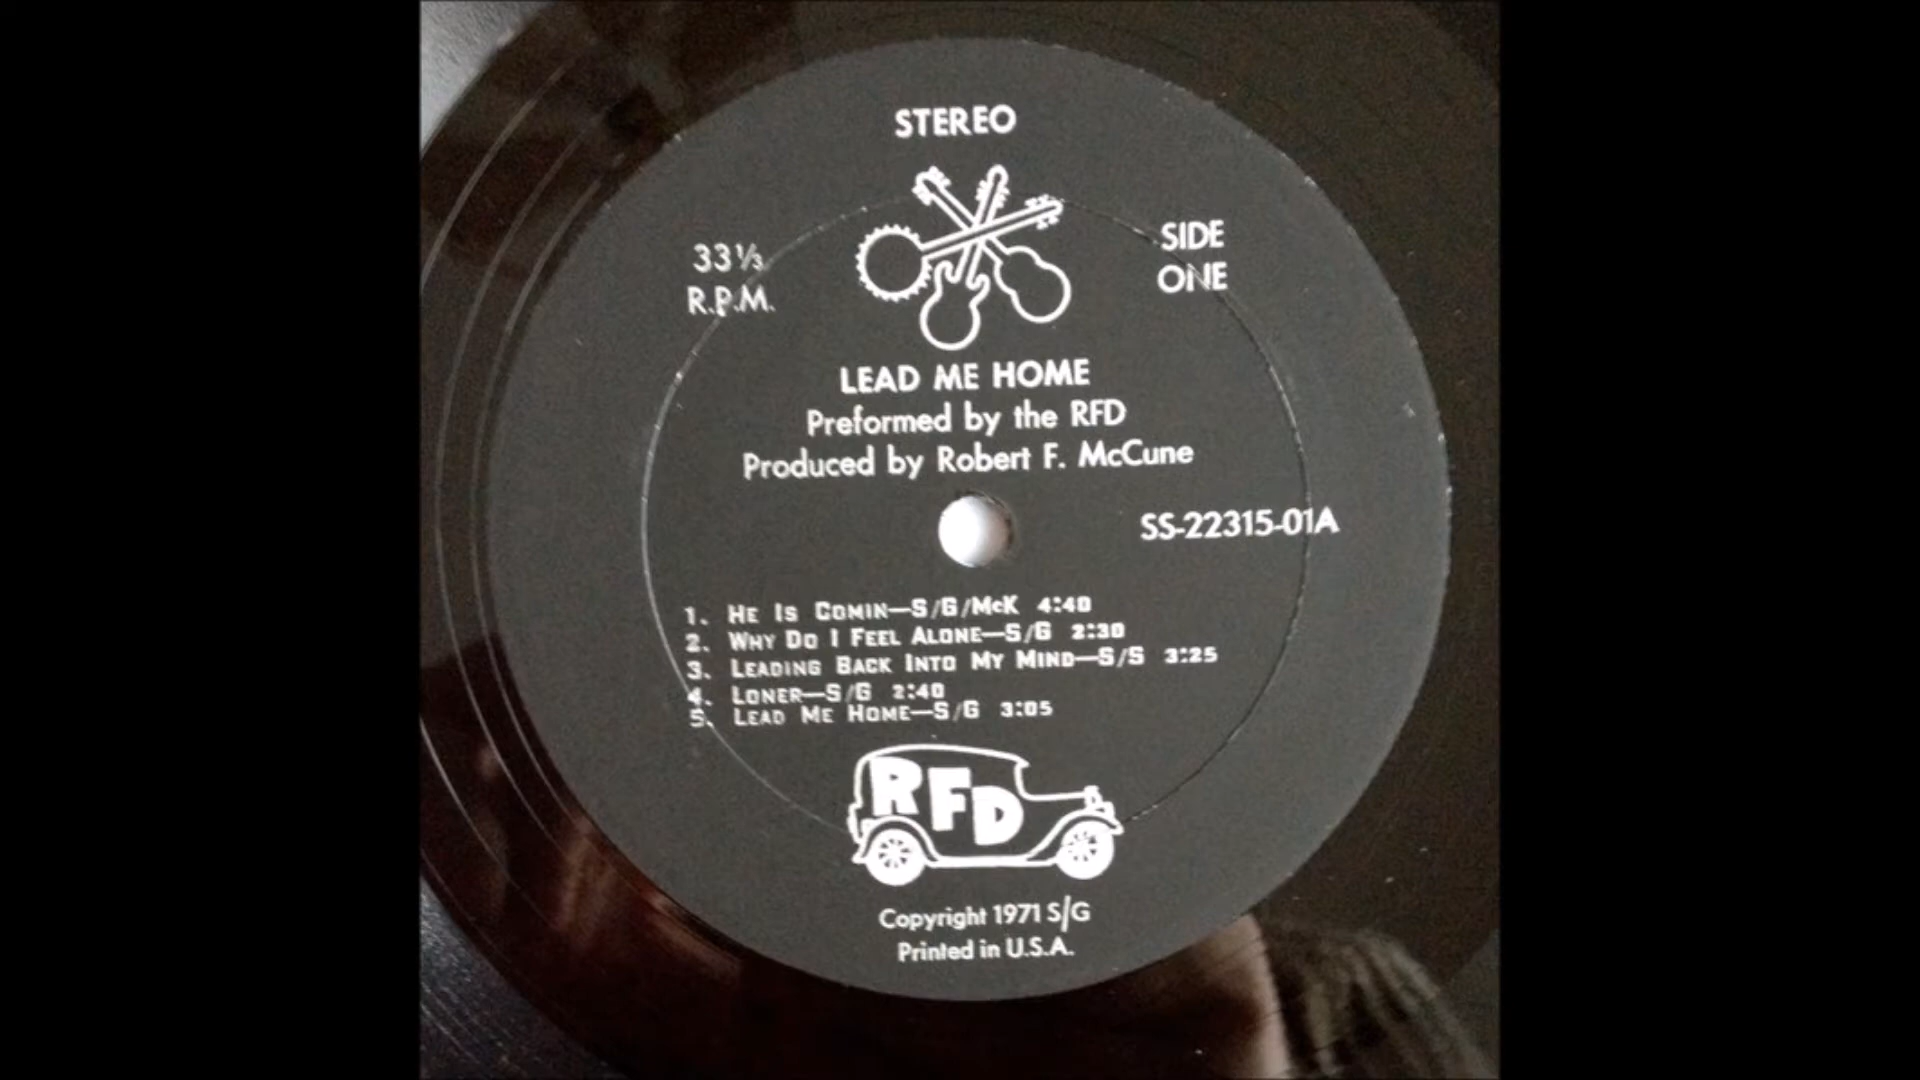 STEREO
33⅓
R.P.M.
SIDE
ONE
LEAD ME HOME
Preformed by the RFD
Produced by Robert F. McCune
SS-22315-01A
1. HE IS COMIN—S/G/McK 4:40
2. WHY DO I FEEL ALONE—S/G 2:30
3. LEADING BACK INTO MY MIND—S/S 3:25
4. LONER—S/G 2:40
5. LEAD ME HOME—S/G 3:05
RFD
Copyright 1971 S/G
Printed in U.S.A.